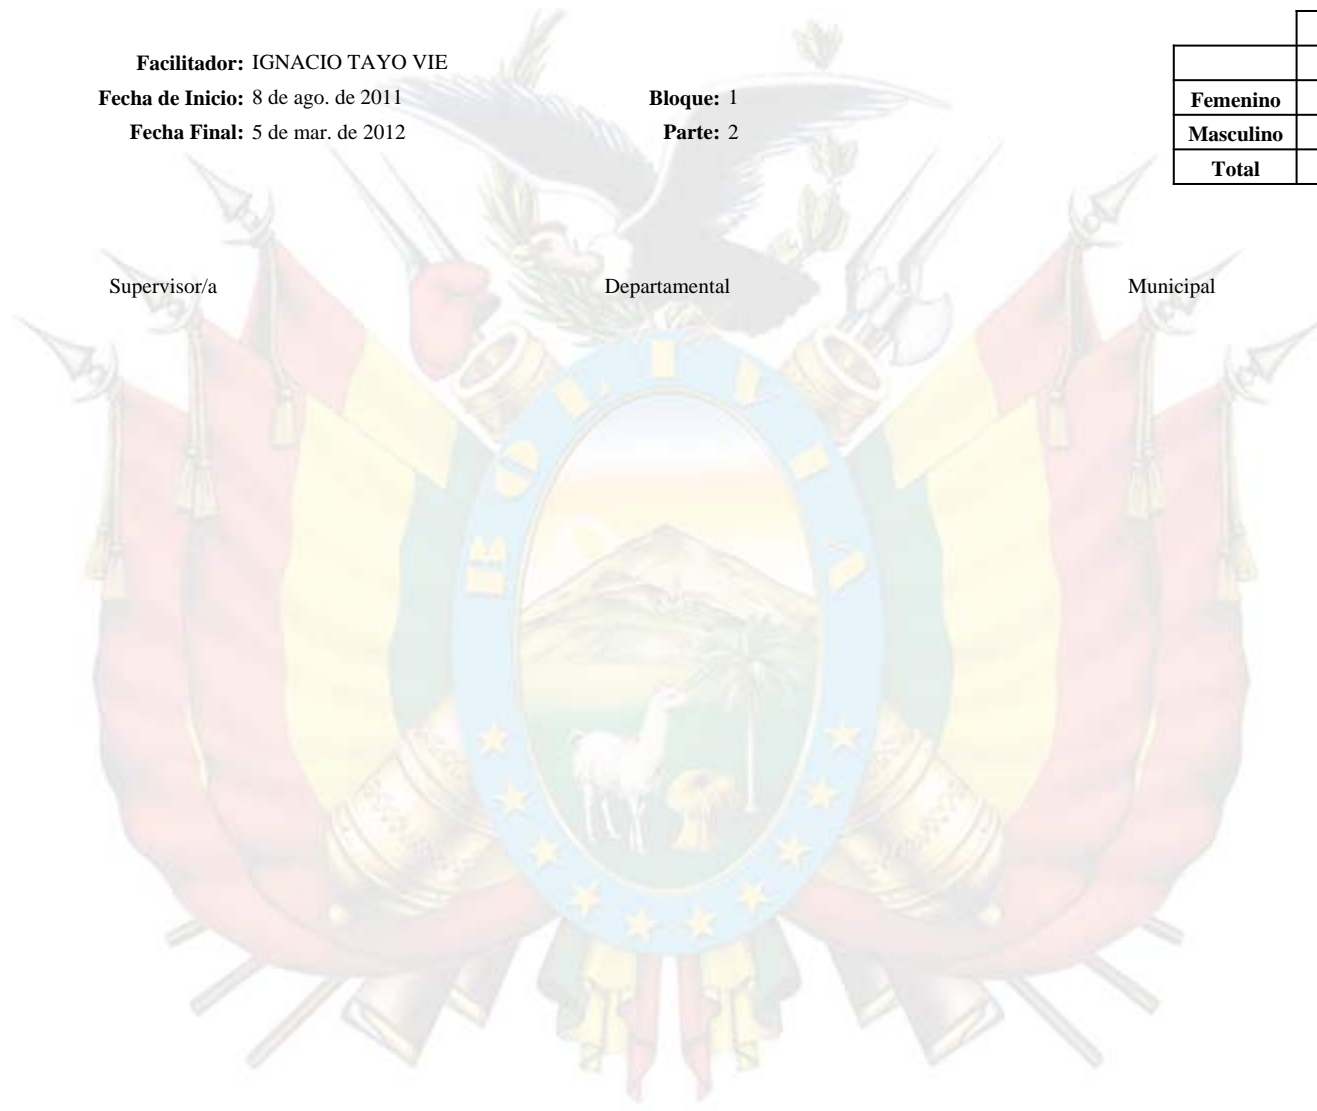 Facilitador: IGNACIO TAYO VIE
Fecha de Inicio: 8 de ago. de 2011 Bloque: 1
Femenino
Fecha Final: 5 de mar. de 2012 Parte: 2
Masculino
Total
Supervisor/a Departamental Municipal
BOLIVIA